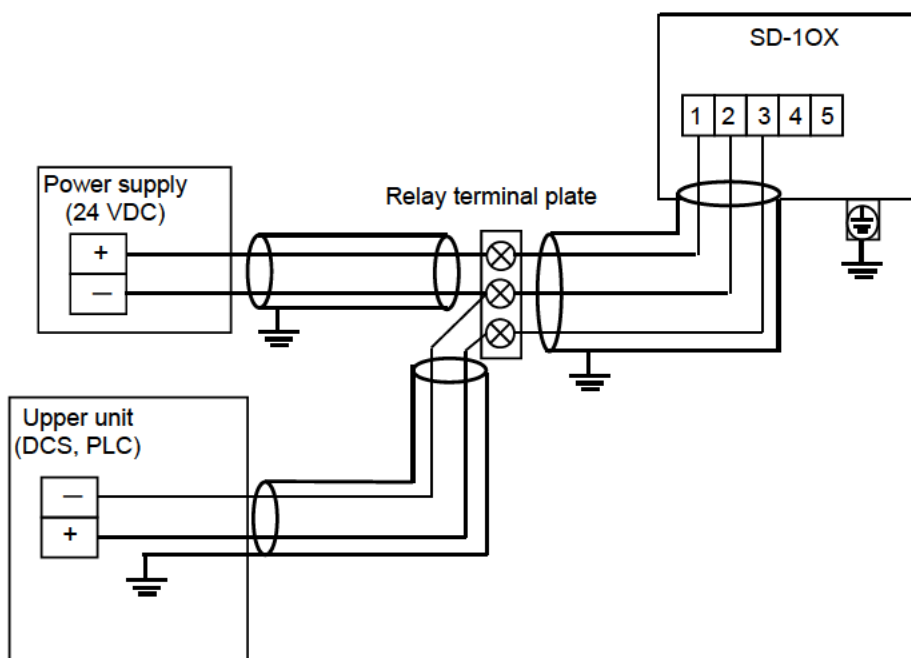 SD-1OX
1 2 3 4 5
Power supply
(24 VDC)
+
—
Relay terminal plate
Upper unit
(DCS, PLC)
—
+